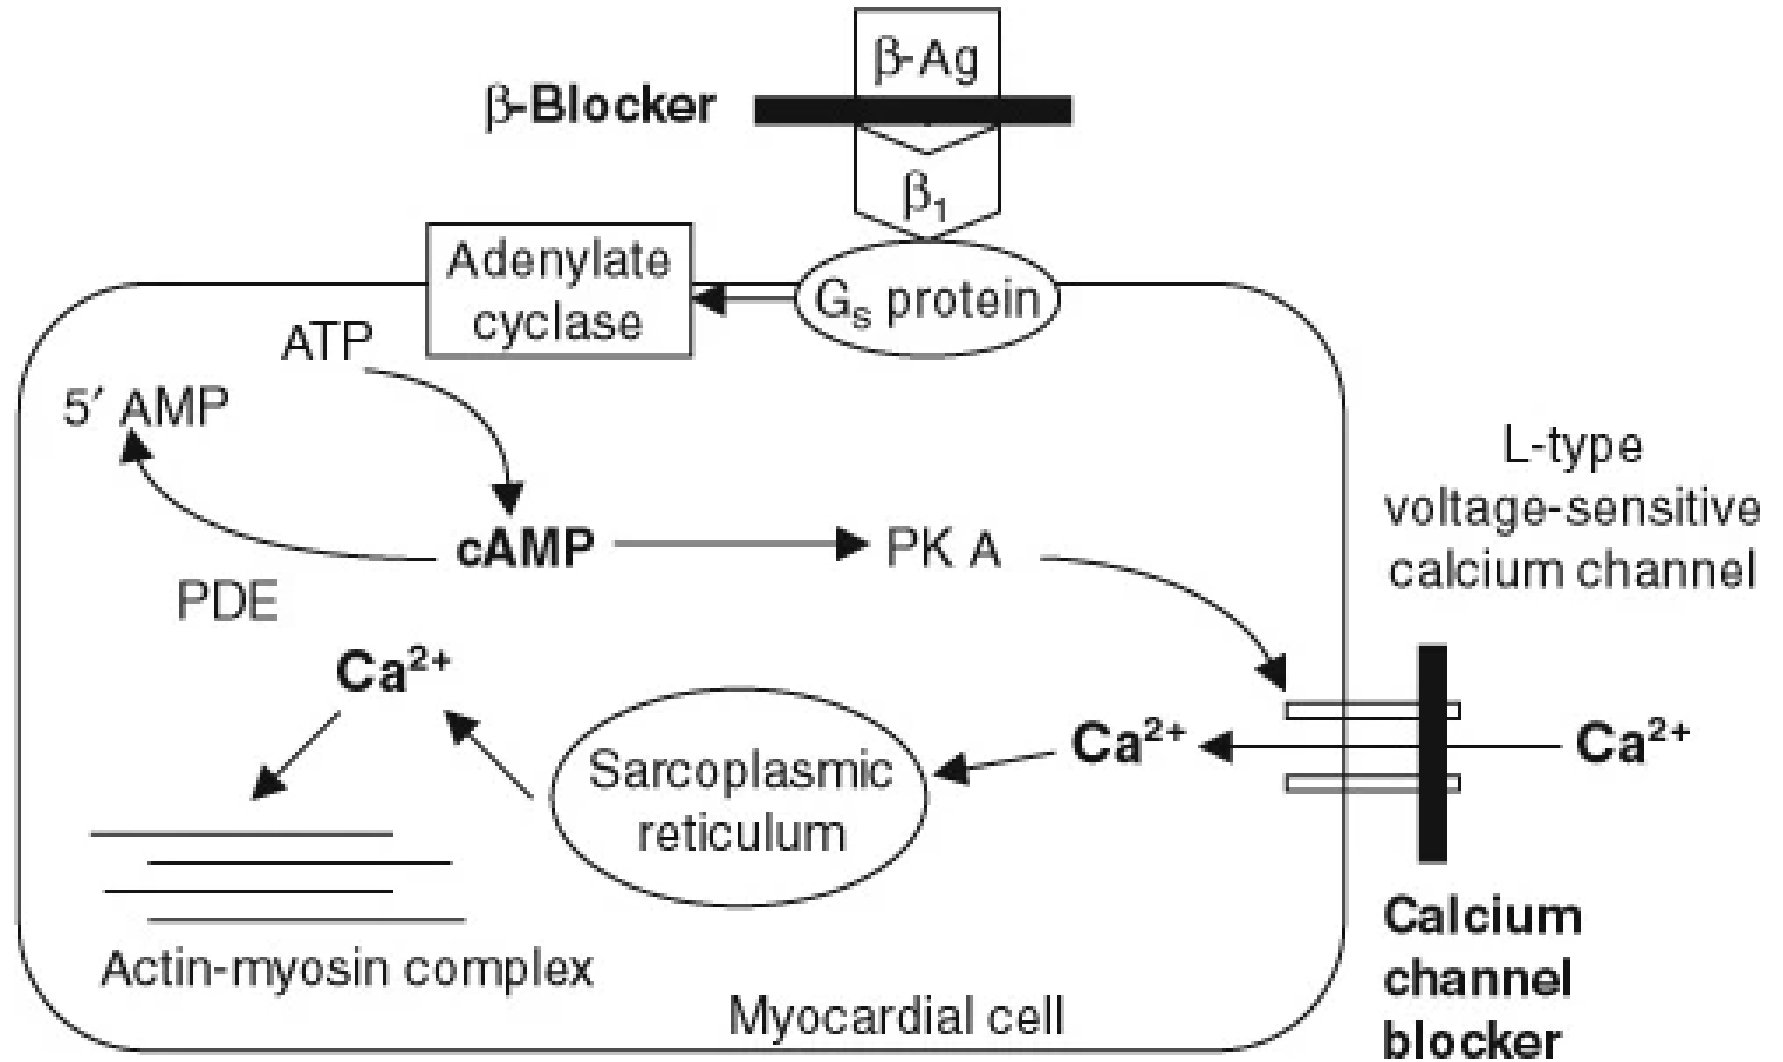 β-Ag
β-Blocker
β₁
Adenylate
cyclase
Gₛ protein
ATP
5′ AMP
L-type
voltage-sensitive
calcium channel
cAMP
PK A
PDE
Ca²⁺
Ca²⁺
Ca²⁺
Sarcoplasmic
reticulum
Actin-myosin complex
Myocardial cell
Calcium
channel
blocker